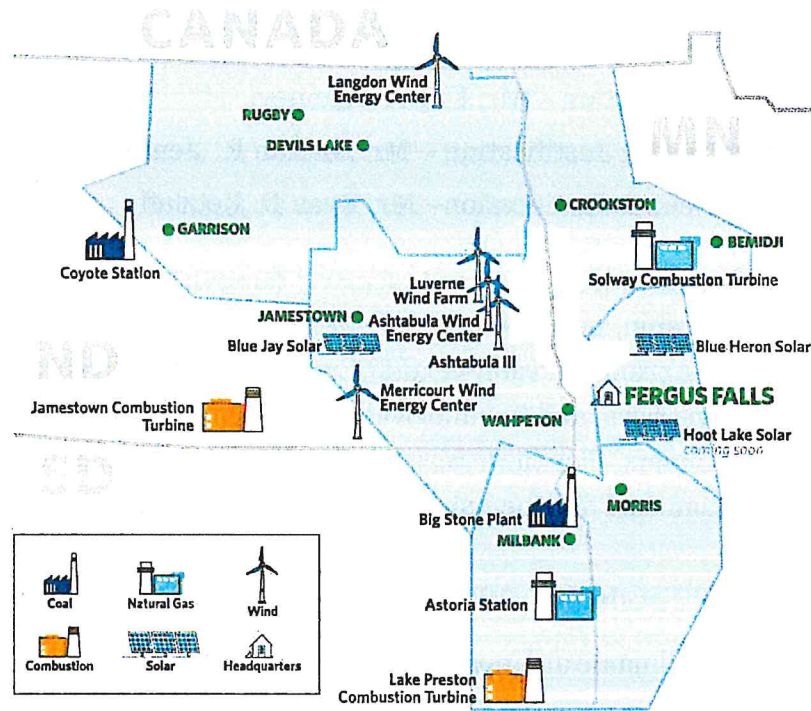 CANADA
Langdon Wind
Energy Center
RUGBY
DEVILS LAKE
MN
CROOKSTON
GARRISON
BEMIDJI
Coyote Station
Solway Combustion Turbine
Luverne
Wind Farm
JAMESTOWN
Ashtabula Wind
Energy Center
Blue Jay Solar
Blue Heron Solar
Ashtabula III
ND
Merricourt Wind
Energy Center
FERGUS FALLS
Jamestown Combustion
Turbine
WAHPETON
Hoot Lake Solar
coming soon
SD
MORRIS
Big Stone Plant
MILBANK
Astoria Station
Lake Preston
Combustion Turbine
Coal
Natural Gas
Wind
Combustion
Solar
Headquarters